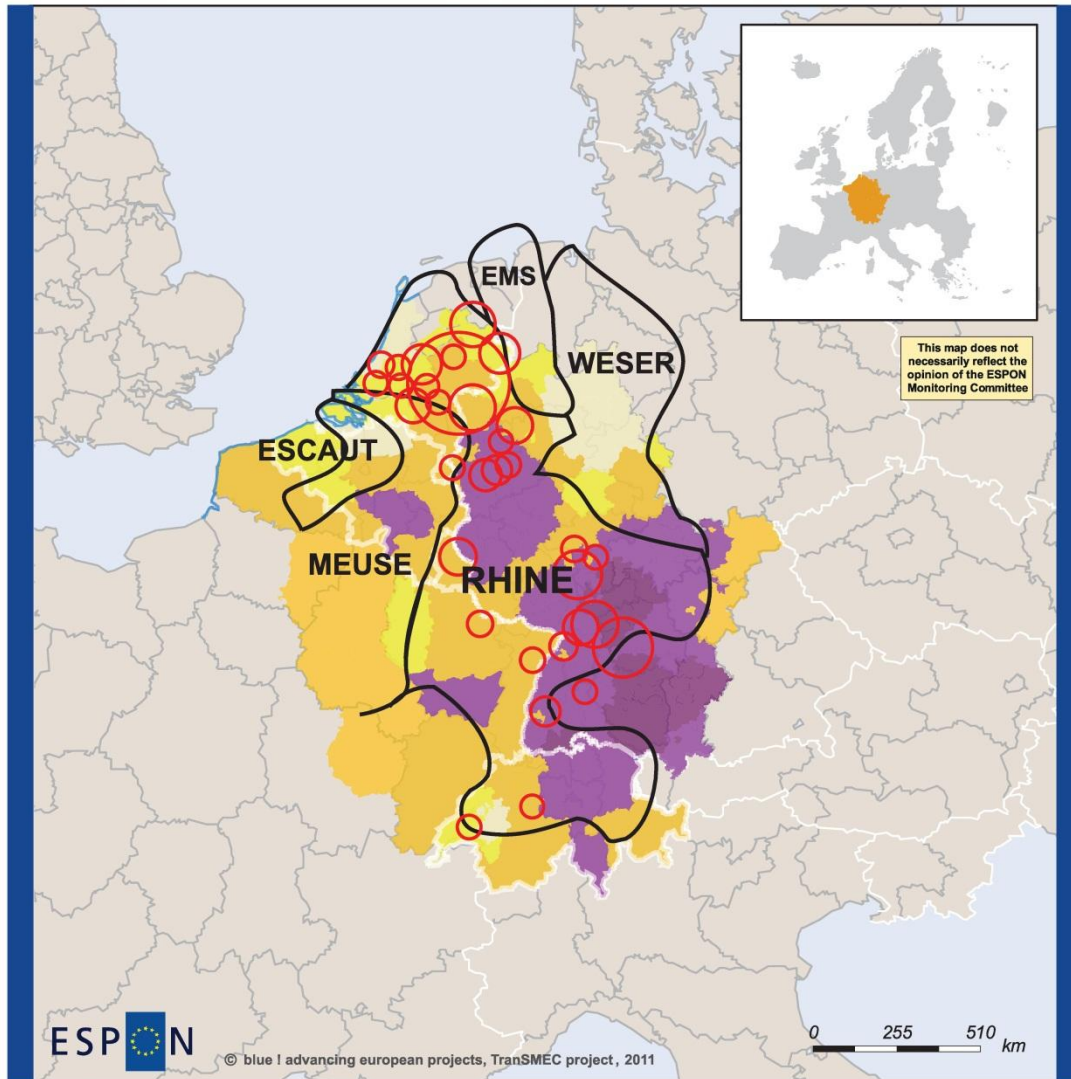 EMS
WESER
This map does not
necessarily reflect the
opinion of the ESPON
Monitoring Committee
ESCAUT
MEUSE
RHINE
ESPON
© blue ! advancing european projects, TranSMEC project , 2011
0 255 510
km